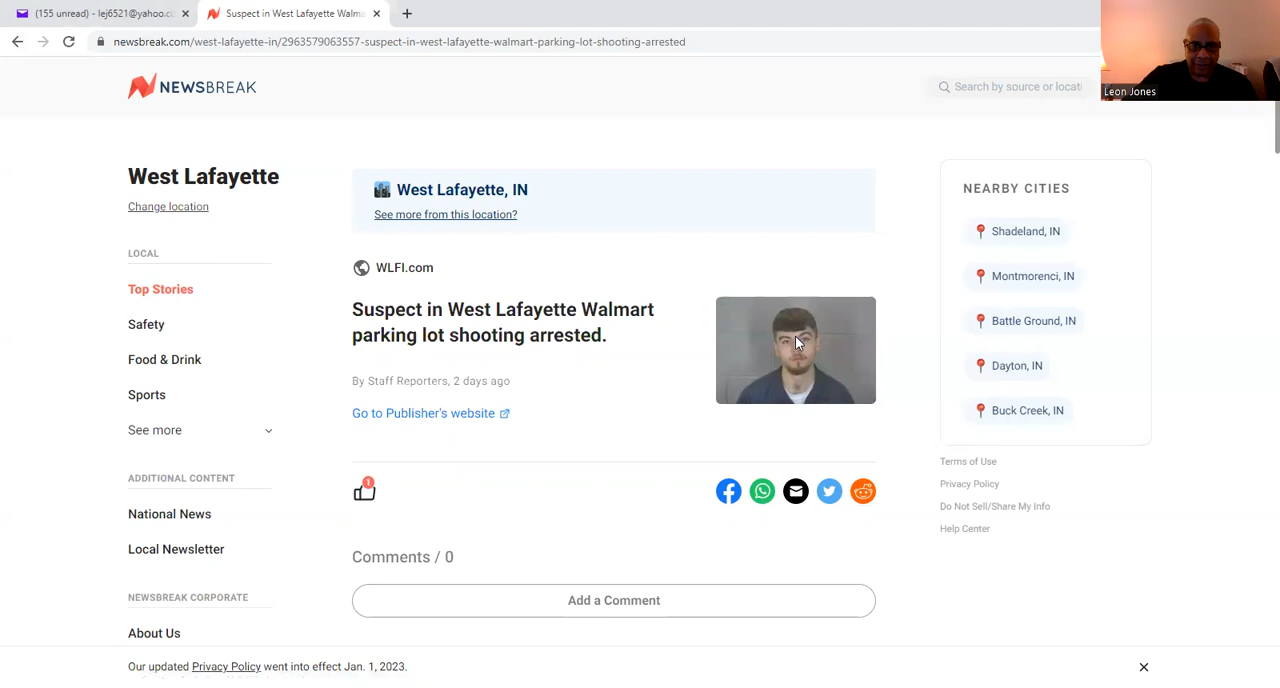 (155 unread) - lej6521@yahoo.c
Suspect in West Lafayette Walma
newsbreak.com/west-lafayette-in/2963579063557-suspect-in-west-lafayette-walmart-parking-lot-shooting-arrested
NEWSBREAK
Search by source or locati
Leon Jones
West Lafayette
Change location
LOCAL
Top Stories
Safety
Food & Drink
Sports
See more
ADDITIONAL CONTENT
National News
Local Newsletter
NEWSBREAK CORPORATE
About Us
West Lafayette, IN
See more from this location?
WLFI.com
Suspect in West Lafayette Walmart
parking lot shooting arrested.
By Staff Reporters, 2 days ago
Go to Publisher's website
1
Comments / 0
Add a Comment
NEARBY CITIES
Shadeland, IN
Montmorenci, IN
Battle Ground, IN
Dayton, IN
Buck Creek, IN
Terms of Use
Privacy Policy
Do Not Sell/Share My Info
Help Center
Our updated Privacy Policy went into effect Jan. 1, 2023.